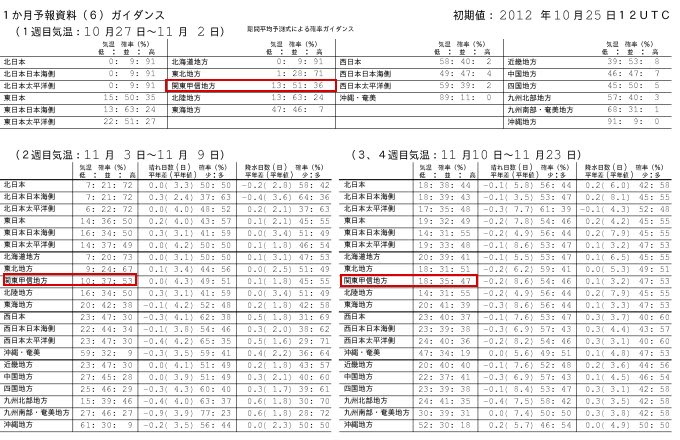 1か月予報資料（6）ガイダンス
初期値：2012 年10月25日12UTC
（1週目気温：10 月27日～11月 2日）
期間平均予測式による確率ガイダンス
気温 確率（%） 気温 確率（%） 気温 確率（%） 気温 確率（%）
低 ： 並 ： 高 低 ： 並 ： 高 低 ： 並 ： 高 低 ： 並 ： 高
北日本 0: 9: 91 北海道地方 0: 9: 91 西日本 58: 40: 2 近畿地方 39: 53: 8
北日本日本海側 0: 9: 91 東北地方 1: 28: 71 西日本日本海側 49: 47: 4 中国地方 46: 47: 7
北日本太平洋側 0: 9: 91 関東甲信地方 13: 51: 36 西日本太平洋側 59: 39: 2 四国地方 45: 50: 5
東日本 15: 50: 35 北陸地方 13: 63: 24 沖縄・奄美 89: 11: 0 九州北部地方 57: 40: 3
東日本日本海側 13: 63: 24 東海地方 47: 46: 7 九州南部・奄美地方 68: 31: 1
東日本太平洋側 22: 51: 27 沖縄地方 91: 9: 0
（2週目気温：11月 3日～11月 9日）
気温 確率（%） 晴れ日数（日） 確率（%） 降水日数（日） 確率（%）
低 ： 並 ： 高 平年差（平年値） 少：多 平年差（平年値） 少：多
北日本 7: 21: 72 0.0( 3.3) 50: 50 -0.2( 2.8) 58: 42
北日本日本海側 7: 21: 72 0.3( 2.4) 37: 63 -0.4( 3.6) 64: 36
北日本太平洋側 6: 22: 72 0.0( 4.0) 48: 52 0.2( 2.1) 37: 63
東日本 14: 36: 50 0.2( 4.0) 43: 57 0.1( 2.1) 45: 55
東日本日本海側 16: 34: 50 0.3( 3.1) 41: 59 0.0( 3.4) 51: 49
東日本太平洋側 14: 37: 49 0.0( 4.2) 50: 50 0.1( 1.8) 46: 54
北海道地方 7: 20: 73 0.1( 3.0) 50: 50 0.1( 3.1) 47: 53
東北地方 9: 24: 67 0.1( 3.4) 44: 56 0.0( 2.5) 51: 49
関東甲信地方 10: 37: 53 0.0( 4.3) 49: 51 0.1( 1.8) 45: 55
北陸地方 16: 34: 50 0.3( 3.1) 41: 59 0.0( 3.4) 51: 49
東海地方 20: 42: 38 -0.1( 4.2) 52: 48 0.2( 1.8) 42: 58
西日本 23: 47: 30 -0.3( 4.1) 62: 38 0.5( 1.8) 31: 69
西日本日本海側 22: 44: 34 -0.1( 3.8) 54: 46 0.3( 2.0) 38: 62
西日本太平洋側 23: 47: 30 -0.4( 4.2) 65: 35 0.5( 1.6) 29: 71
沖縄・奄美 59: 32: 9 -0.3( 3.5) 59: 41 0.4( 2.2) 36: 64
近畿地方 23: 47: 30 0.0( 4.1) 51: 49 0.2( 1.8) 43: 57
中国地方 27: 45: 28 0.0( 3.9) 51: 49 0.3( 2.1) 40: 60
四国地方 25: 46: 29 -0.3( 4.3) 60: 40 0.3( 1.7) 39: 61
九州北部地方 15: 39: 46 -0.4( 4.0) 63: 37 0.6( 1.8) 30: 70
九州南部・奄美地方 27: 46: 27 -0.9( 3.9) 77: 23 0.6( 1.8) 28: 72
沖縄地方 61: 30: 9 -0.2( 3.5) 56: 44 0.0( 2.3) 50: 50
（3、4週目気温：11月10日～11月23日）
気温 確率（%） 晴れ日数（日） 確率（%） 降水日数（日） 確率（%）
低 ： 並 ： 高 平年差（平年値） 少：多 平年差（平年値） 少：多
北日本 18: 38: 44 -0.1( 5.8) 56: 44 0.2( 6.0) 42: 58
北日本日本海側 18: 39: 43 -0.1( 3.5) 53: 47 0.2( 8.1) 45: 55
北日本太平洋側 17: 35: 48 -0.3( 7.7) 61: 39 -0.1( 4.3) 52: 48
東日本 19: 32: 49 -0.2( 7.8) 54: 46 0.2( 4.2) 45: 55
東日本日本海側 14: 31: 55 -0.2( 4.9) 56: 44 0.2( 7.9) 45: 55
東日本太平洋側 19: 33: 48 -0.1( 8.6) 53: 47 0.1( 3.2) 47: 53
北海道地方 20: 39: 41 -0.1( 5.5) 53: 47 0.1( 6.5) 45: 55
東北地方 18: 31: 51 -0.2( 6.2) 59: 41 0.0( 5.3) 49: 51
関東甲信地方 18: 35: 47 -0.2( 8.6) 54: 46 0.1( 3.2) 47: 53
北陸地方 14: 31: 55 -0.2( 4.9) 56: 44 0.2( 7.9) 45: 55
東海地方 20: 41: 39 -0.3( 8.6) 56: 44 0.1( 3.3) 47: 53
西日本 23: 40: 37 -0.1( 7.6) 53: 47 0.3( 3.7) 40: 60
西日本日本海側 23: 39: 38 -0.3( 6.9) 57: 43 0.3( 4.4) 43: 57
西日本太平洋側 24: 40: 36 -0.2( 8.2) 54: 46 0.3( 3.1) 40: 60
沖縄・奄美 47: 34: 19 0.0( 5.6) 49: 51 0.1( 4.8) 47: 53
近畿地方 20: 40: 40 -0.2( 7.5) 52: 48 0.2( 3.6) 44: 56
中国地方 22: 37: 41 -0.3( 6.9) 57: 43 0.1( 4.5) 46: 54
四国地方 23: 39: 38 -0.1( 8.4) 53: 47 0.3( 3.1) 42: 58
九州北部地方 24: 41: 35 -0.4( 7.5) 58: 42 0.3( 3.5) 42: 58
九州南部・奄美地方 30: 39: 31 0.0( 7.4) 50: 50 0.4( 3.8) 42: 58
沖縄地方 52: 30: 18 0.2( 5.7) 46: 54 0.0( 4.9) 50: 50